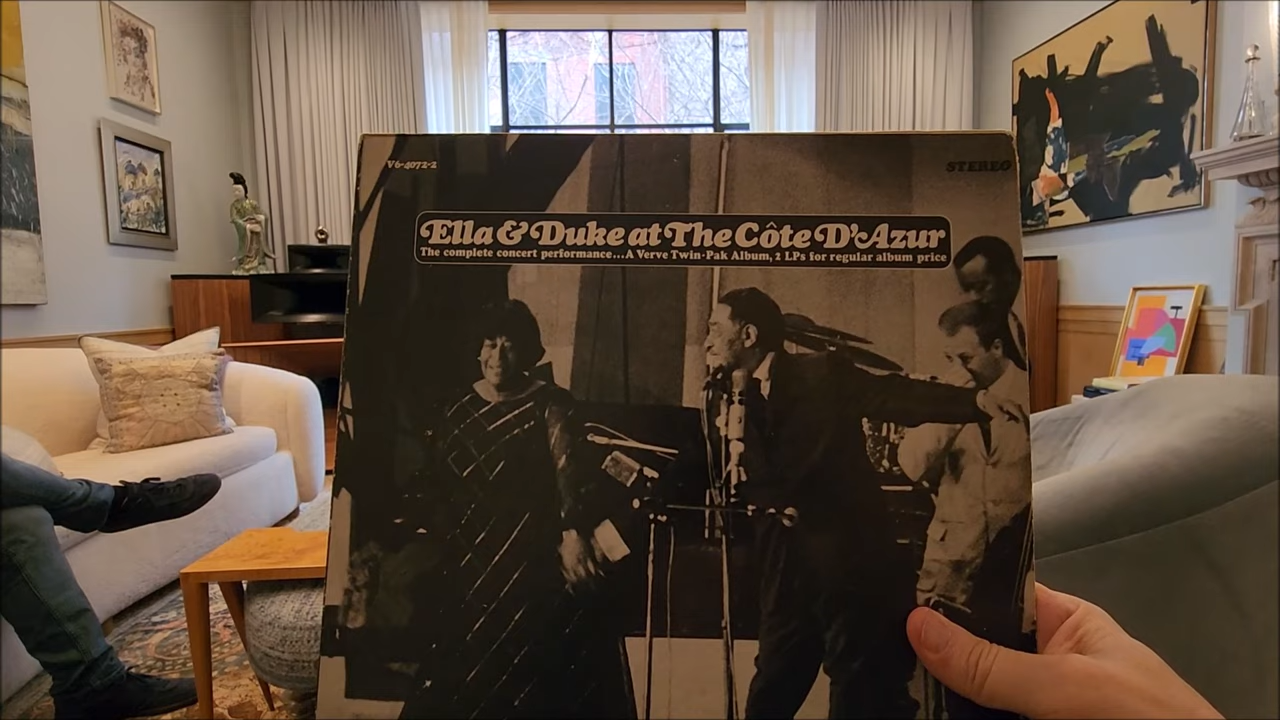 V6-4072-2
STEREO
Ella & Duke at The Côte D'Azur
The complete concert performance...A Verve Twin-Pak Album, 2 LPs for regular album price